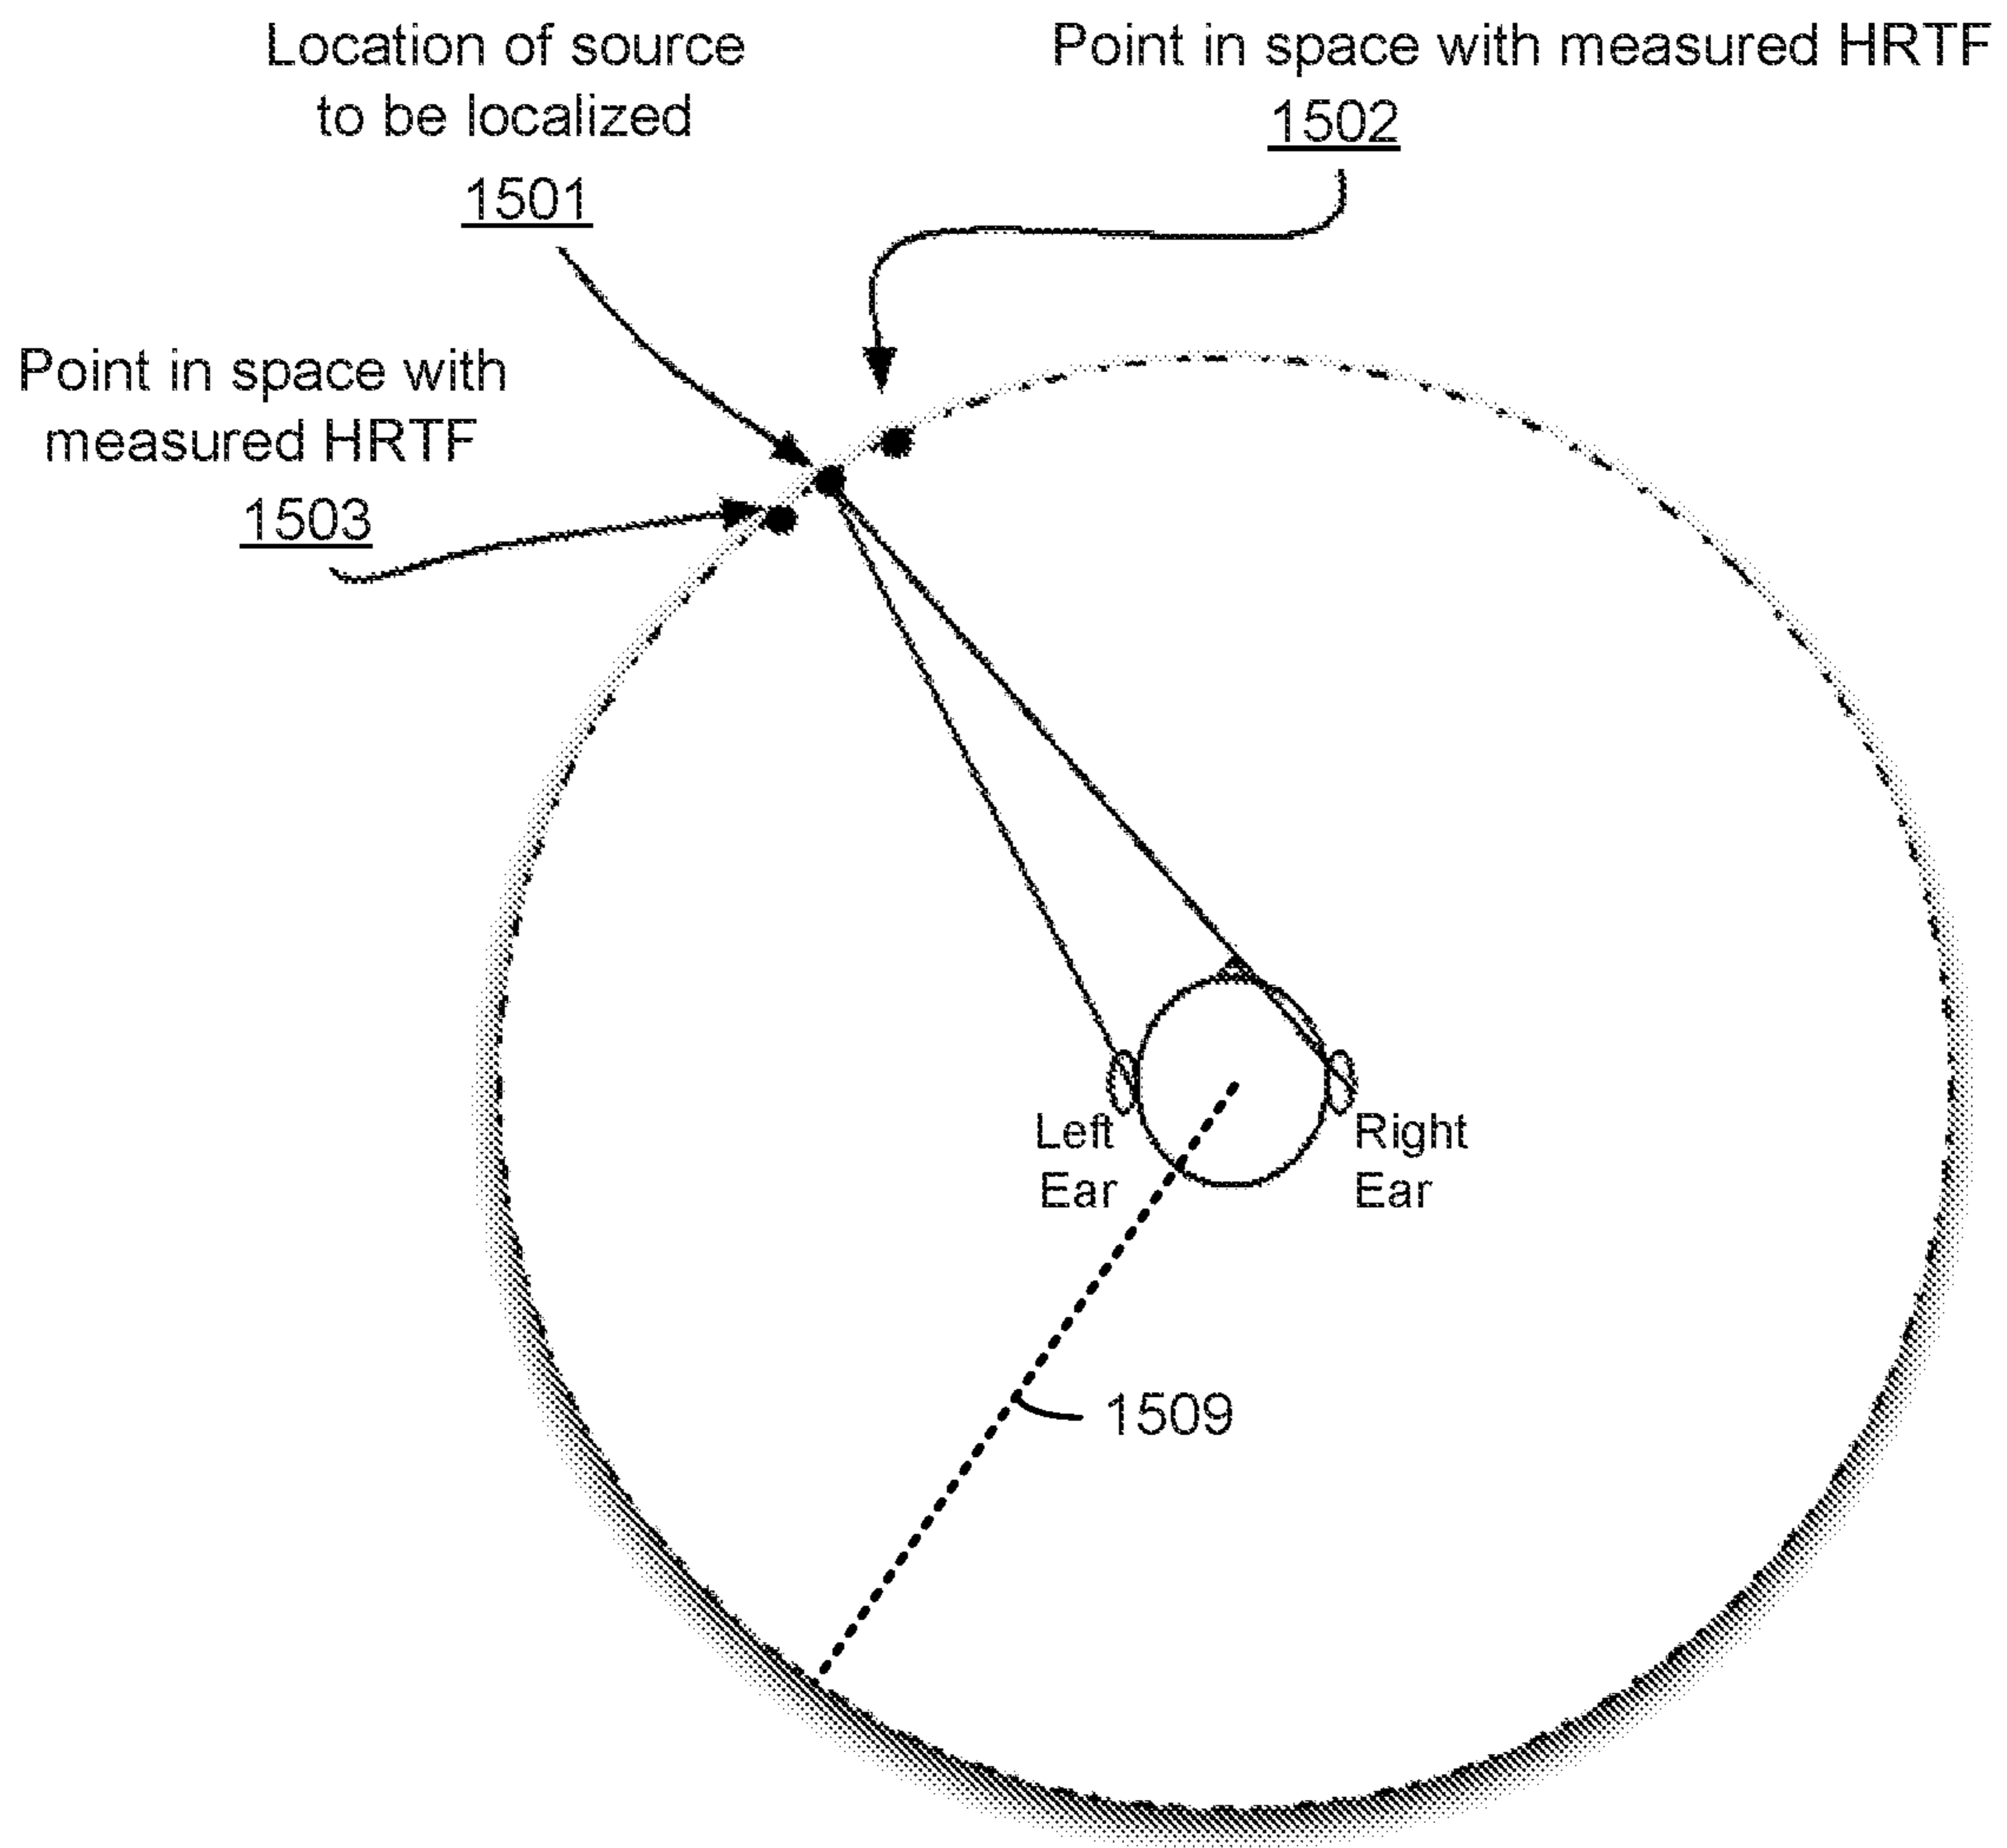 Location of source
to be localized
1501
Point in space with measured HRTF
1502
Point in space with
measured HRTF
1503
Left
Ear
Right
Ear
1509